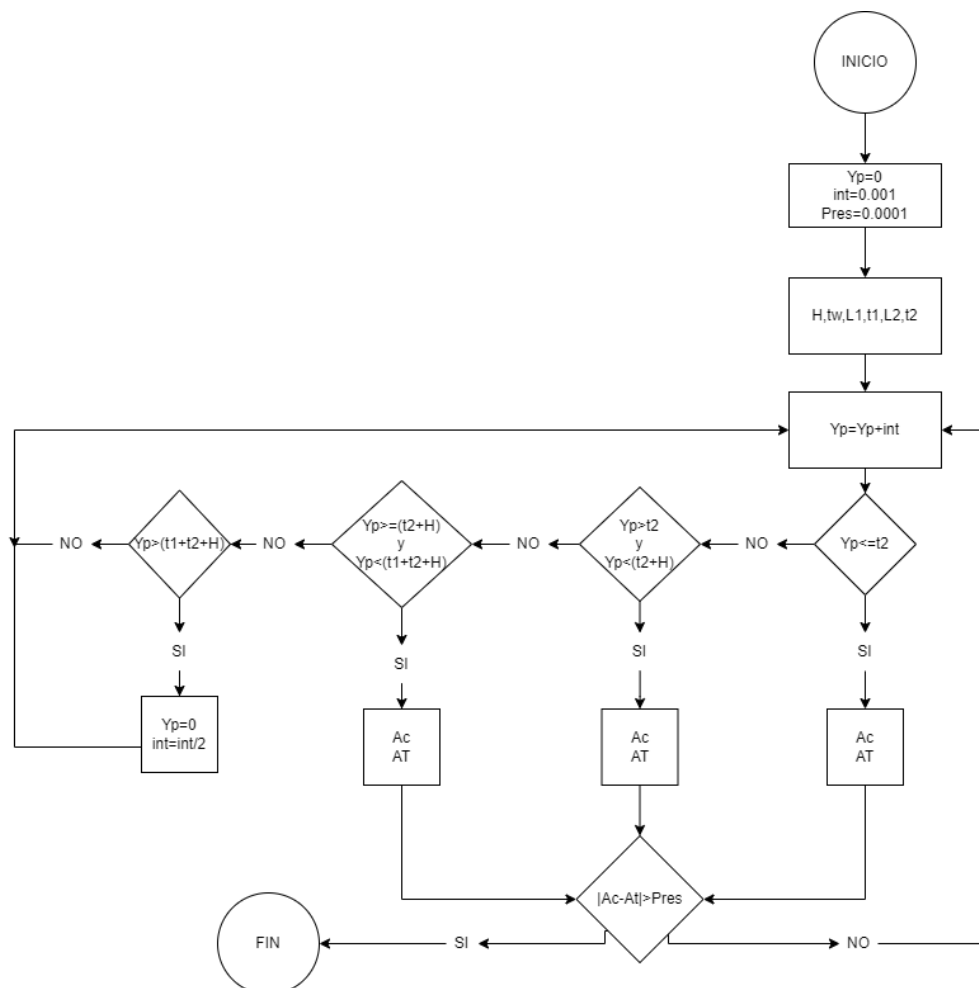 INICIO
Yp=0
int=0.001
Pres=0.0001
H,tw,L1,t1,L2,t2
Yp=Yp+int
Yp<=t2
NO
Yp>t2
y
Yp<(t2+H)
NO
Yp>=(t2+H)
y
Yp<(t1+t2+H)
NO
Yp>(t1+t2+H)
NO
SI
SI
SI
SI
Yp=0
int=int/2
Ac
AT
Ac
AT
Ac
AT
|Ac-At|>Pres
FIN
SI
NO